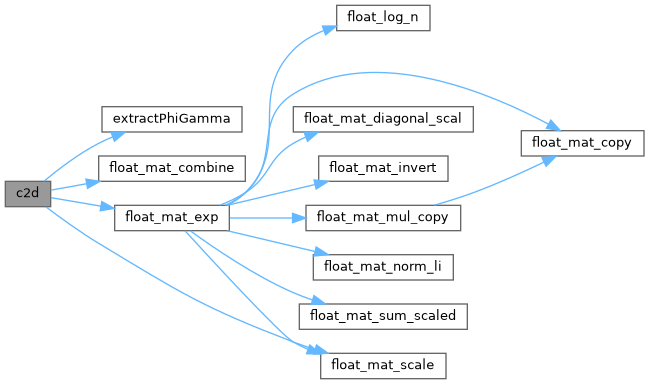 c2d
extractPhiGamma
float_mat_combine
float_mat_exp
float_log_n
float_mat_diagonal_scal
float_mat_invert
float_mat_mul_copy
float_mat_norm_li
float_mat_sum_scaled
float_mat_scale
float_mat_copy